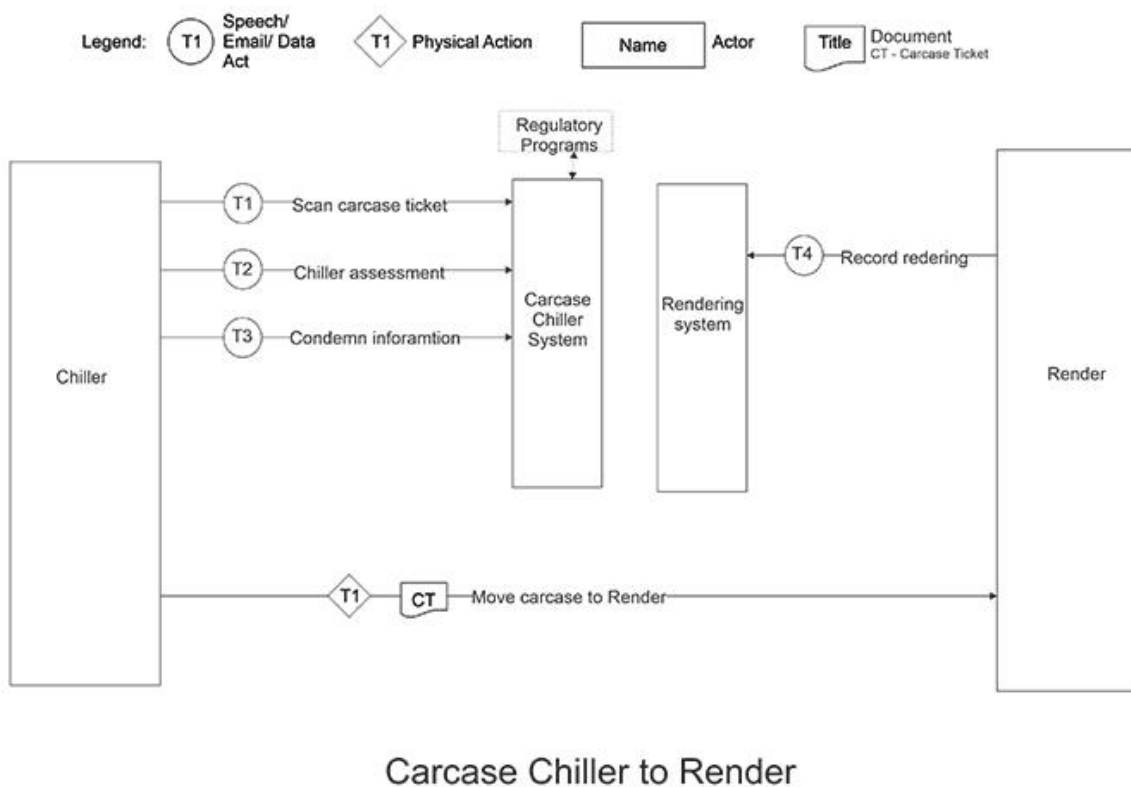 Legend:
T1
Speech/
Email/ Data
Act
T1
Physical Action
Name
Actor
Title
Document
CT - Carcase Ticket
Regulatory
Programs
T1
Scan carcase ticket
T2
Chiller assessment
T3
Condemn inforamtion
Chiller
Carcase
Chiller
System
Rendering
system
T4
Record redering
Render
T1
CT
Move carcase to Render
Carcase Chiller to Render